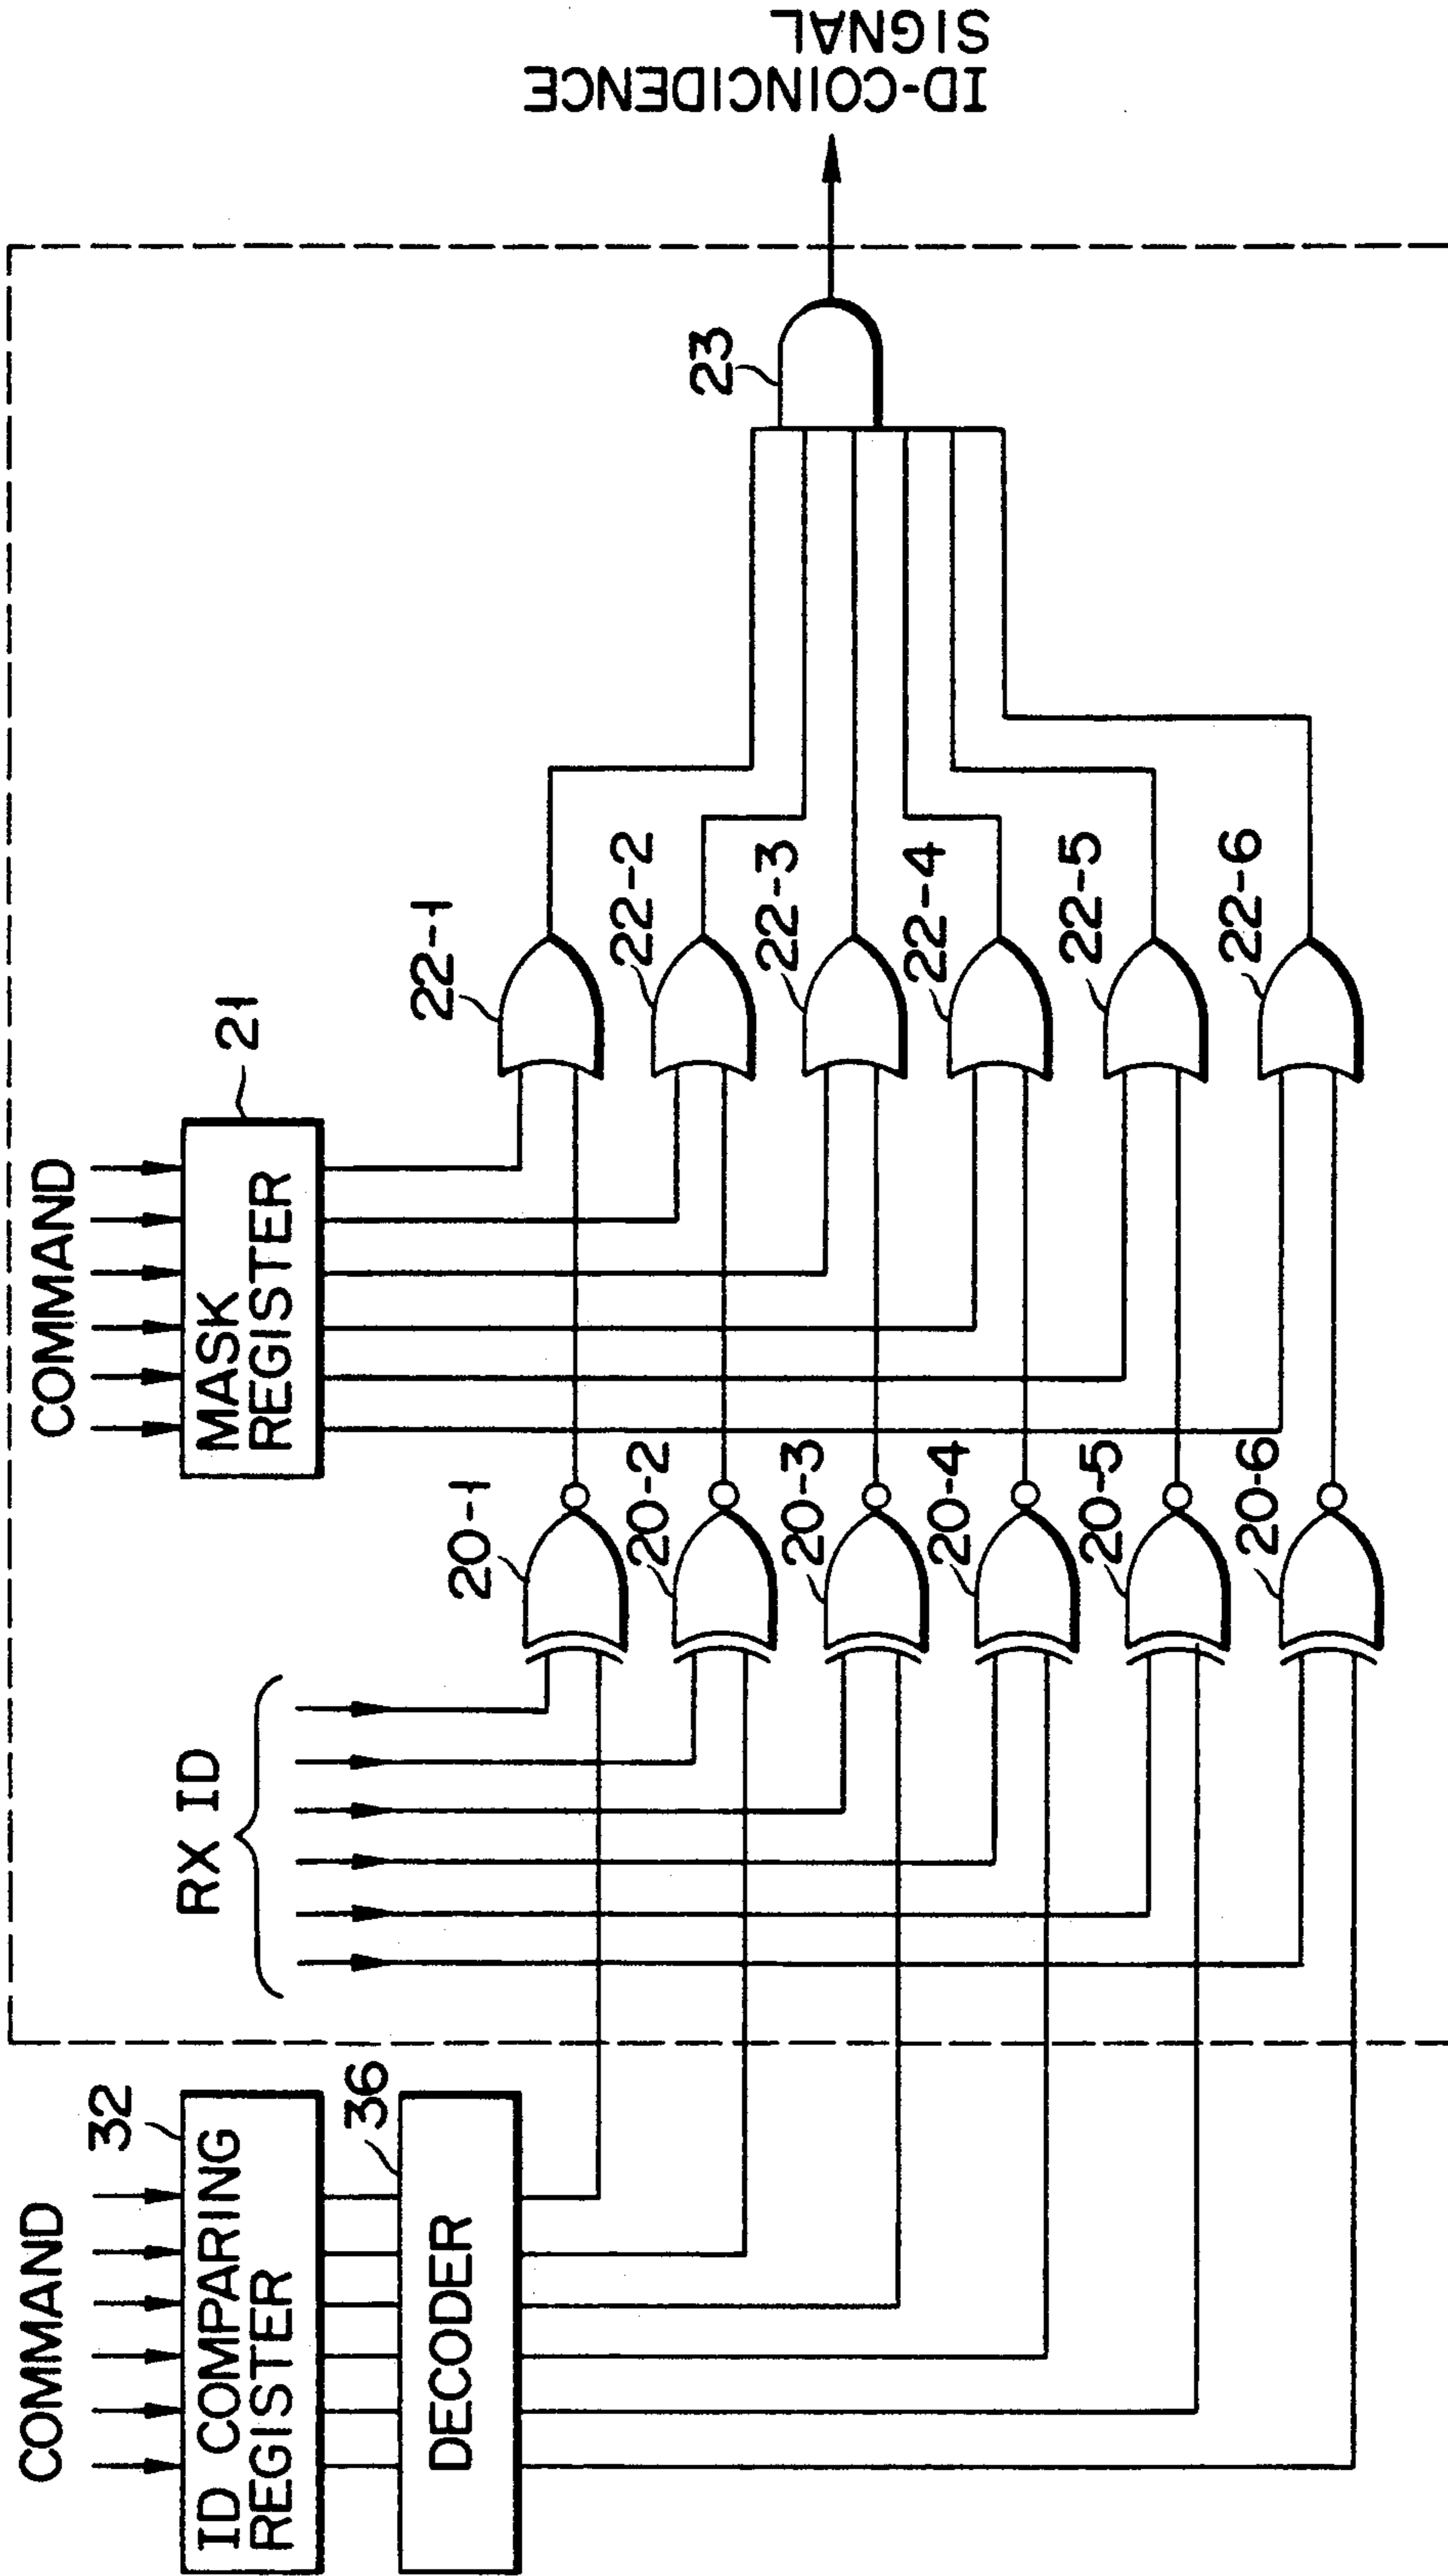 COMMAND
32
ID COMPARING
REGISTER
36
DECODER
RX ID
COMMAND
MASK
REGISTER
21
20-1
20-2
20-3
20-4
20-5
20-6
22-1
22-2
22-3
22-4
22-5
22-6
23
ID-COINCIDENCE
SIGNAL